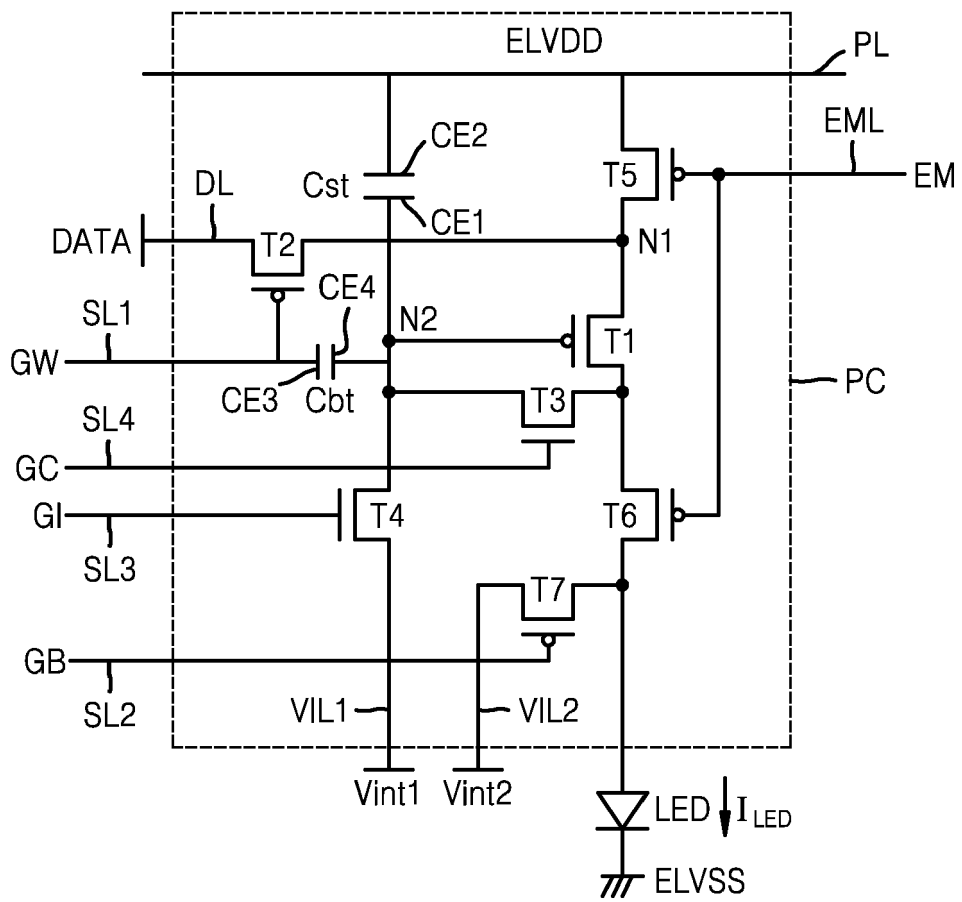 ELVDD
PL
EML
EM
CE2
Cst
CE1
T5
DL
DATA
T2
N1
CE4
SL1
N2
GW
T1
CE3
Cbt
PC
SL4
T3
GC
GI
T4
T6
SL3
T7
GB
SL2
VIL1
VIL2
Vint1
Vint2
LED
I LED
ELVSS